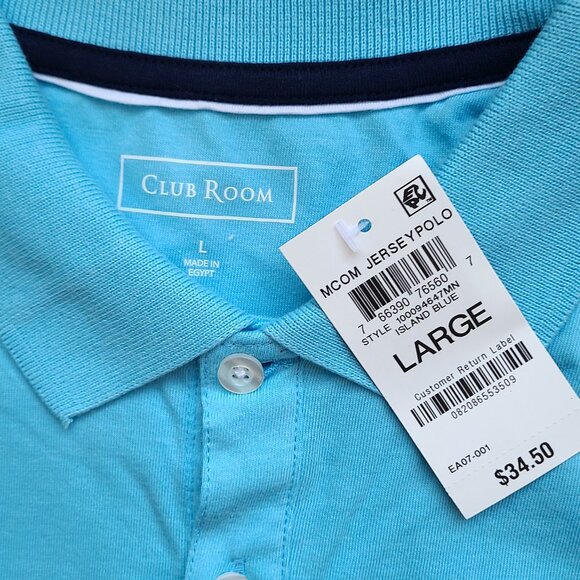 CLUB ROOM
L
MADE IN
EGYPT
MCOM JERSEYPOLO
7 66390 76560 7
STYLE 100094647MN
ISLAND BLUE
LARGE
Customer Return Label
082086553509
EA07-001
$34.50